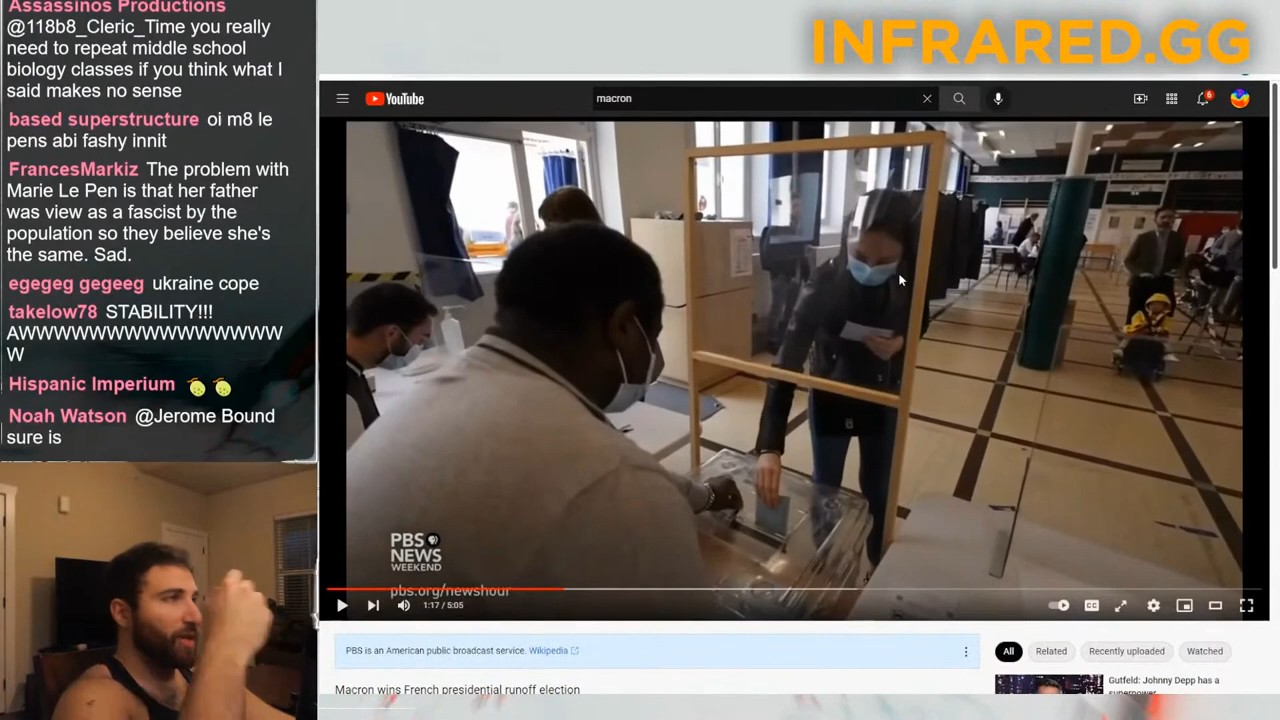 Assassinos Productions
@118b8_Cleric_Time you really
need to repeat middle school
biology classes if you think what I
said makes no sense
based superstructure oi m8 le
pens abi fashy innit
FrancesMarkiz The problem with
Marie Le Pen is that her father
was view as a fascist by the
population so they believe she's
the same. Sad.
egegeg gegeeg ukraine cope
takelow78 STABILITY!!!
AWWWWWWWWWWWWWWWW
W
Hispanic Imperium
Noah Watson @Jerome Bound
sure is
INFRARED.GG
YouTube
macron
6
PBS
NEWS
WEEKEND
pbs.org/newshour
1:17 / 5:05
CC
PBS is an American public broadcast service. Wikipedia
All Related Recently uploaded Watched
Macron wins French presidential runoff election
Gutfeld: Johnny Depp has a
superpower